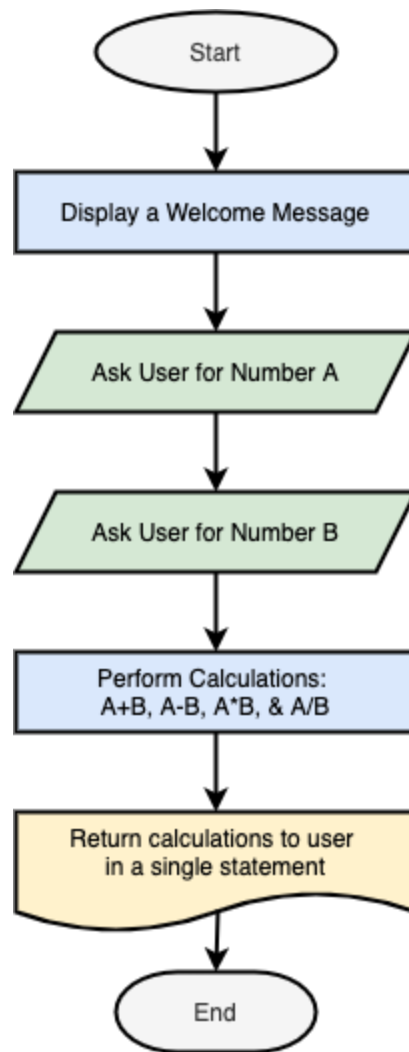 Start
Display a Welcome Message
Ask User for Number A
Ask User for Number B
Perform Calculations:
A+B, A-B, A*B, & A/B
Return calculations to user
in a single statement
End